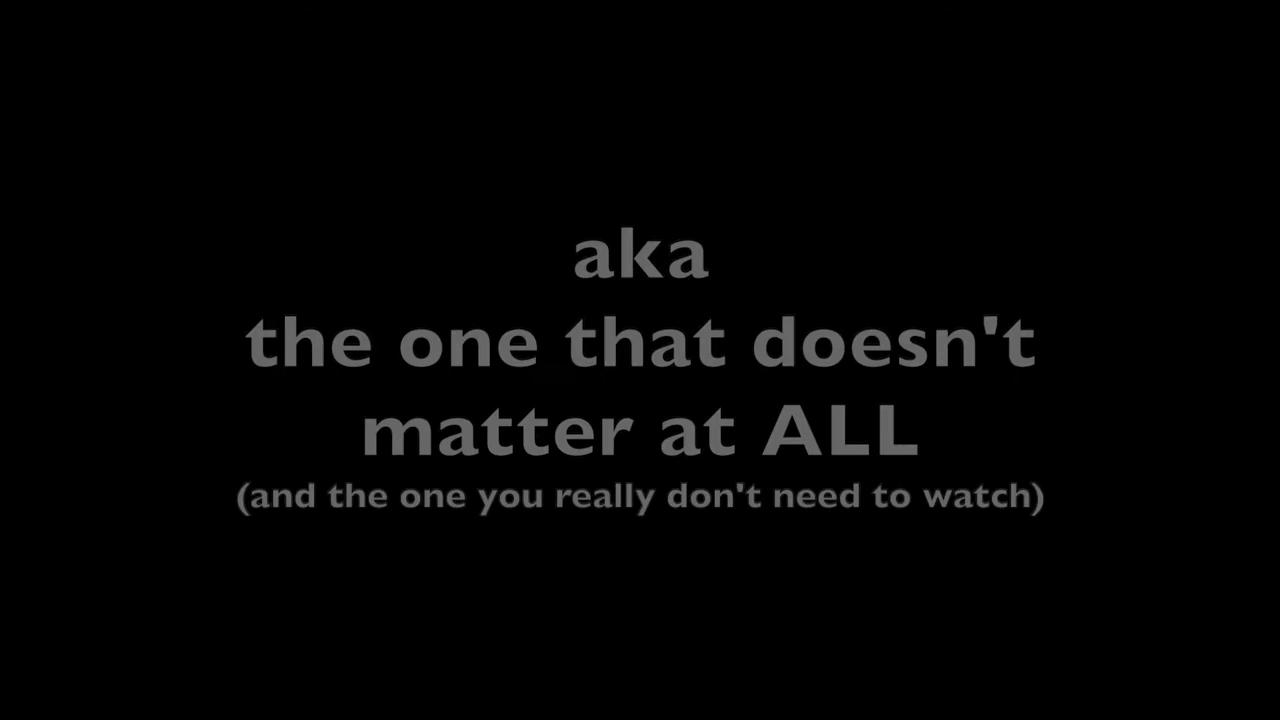 aka
the one that doesn't
matter at ALL
(and the one you really don't need to watch)